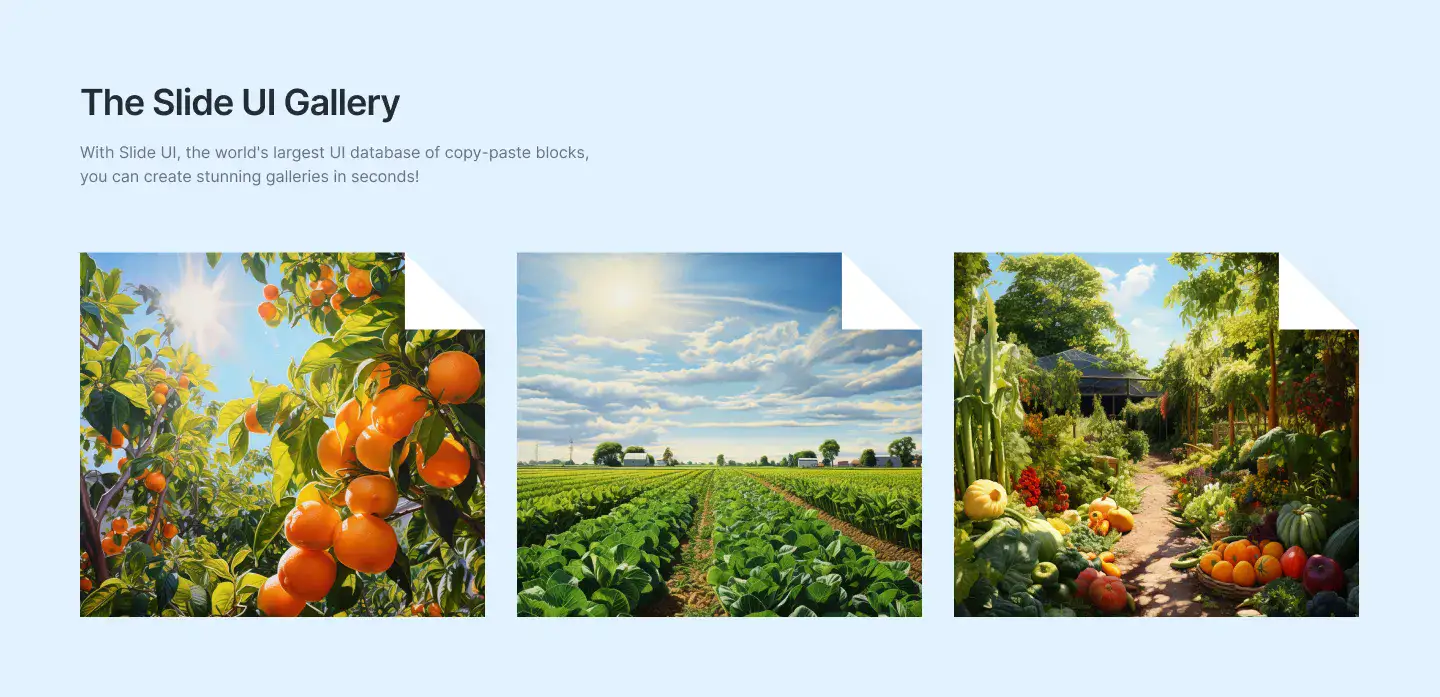 The Slide UI Gallery
With Slide UI, the world's largest UI database of copy-paste blocks,
you can create stunning galleries in seconds!